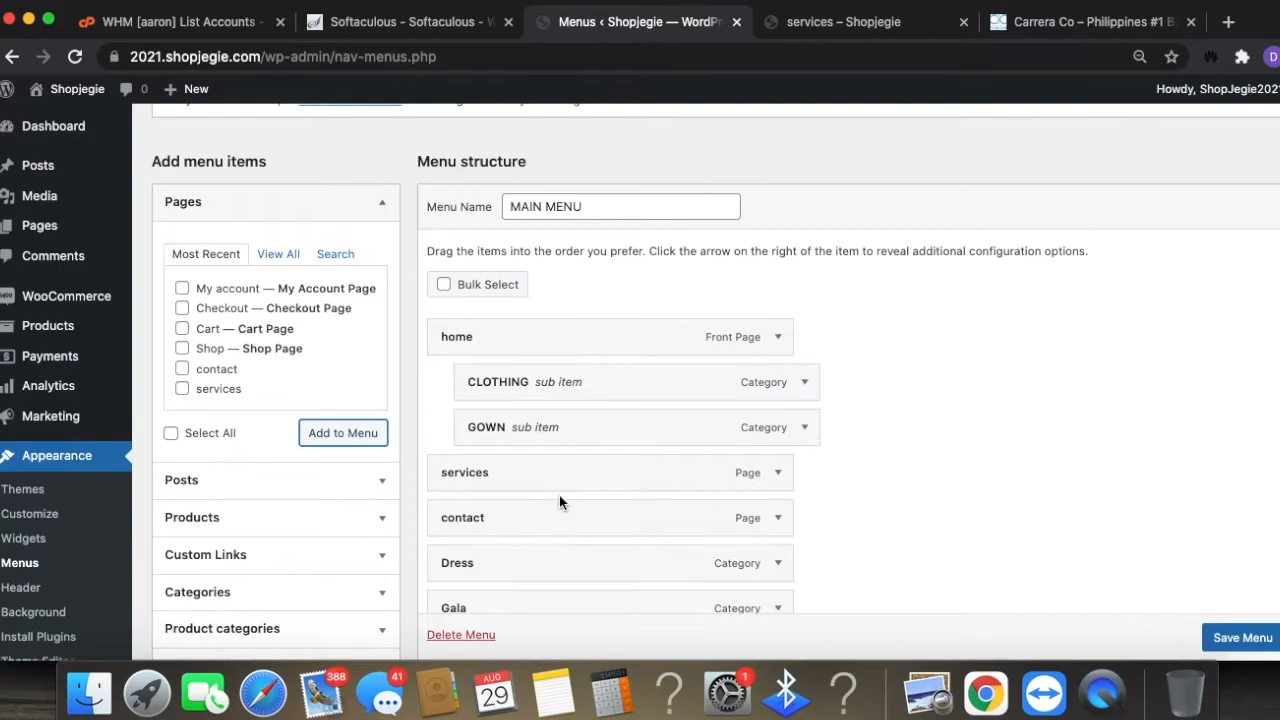 WHM [aaron] List Accounts -
Softaculous - Softaculous - W
Menus ‹ Shopjegie — WordPr
services – Shopjegie
Carrera Co – Philippines #1 B2
2021.shopjegie.com/wp-admin/nav-menus.php
D
Shopjegie
0
New
Howdy, ShopJegie2021
Dashboard
Posts
Media
Pages
Comments
WooCommerce
Products
Payments
Analytics
Marketing
Appearance
Themes
Customize
Widgets
Menus
Header
Background
Install Plugins
Theme Editor
Add menu items
Pages
Most Recent
View All
Search
My account — My Account Page
Checkout — Checkout Page
Cart — Cart Page
Shop — Shop Page
contact
services
Select All
Add to Menu
Posts
Products
Custom Links
Categories
Product categories
Menu structure
Menu Name
MAIN MENU
Drag the items into the order you prefer. Click the arrow on the right of the item to reveal additional configuration options.
Bulk Select
home
Front Page
CLOTHING sub item
Category
GOWN sub item
Category
services
Page
contact
Page
Dress
Category
Gala
Category
Delete Menu
Save Menu
388
41
AUG
29
1